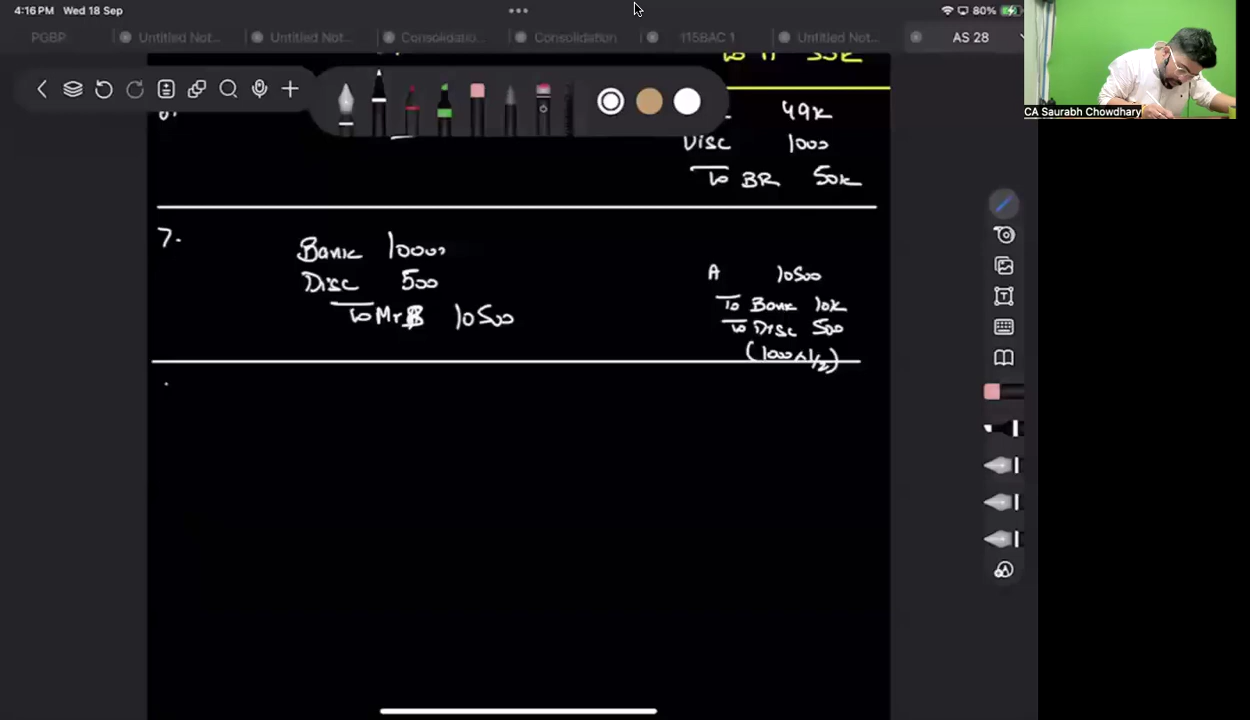 4:16 PM Wed 18 Sep
80%
PGBP
Untitled Not...
Untitled Not...
Consolidatio...
Consolidation
115BAC 1
Untitled Not...
AS 28
CA Saurabh Chowdhary
49k
Disc 1000
To BR 50k
7.
Bank 10000
Disc 500
To Mr B 10500
A 10500
To Bank 10k
To Disc 500
(1000 x 1/2)